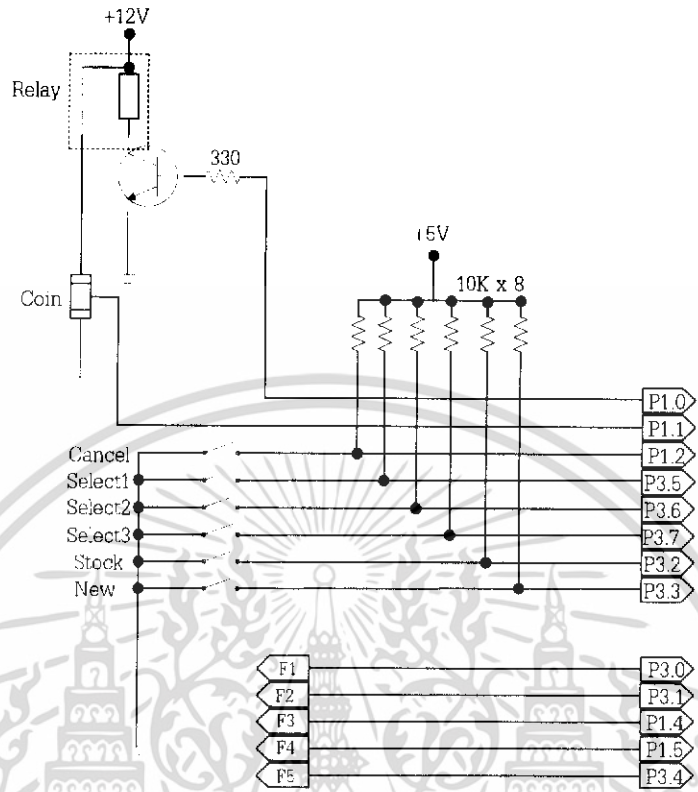 +12V
Relay
330
+5V
10K x 8
Coin
P1.0
P1.1
Cancel P1.2
Select1 P3.5
Select2 P3.6
Select3 P3.7
Stock P3.2
New P3.3
F1 P3.0
F2 P3.1
F3 P1.4
F4 P1.5
F5 P3.4